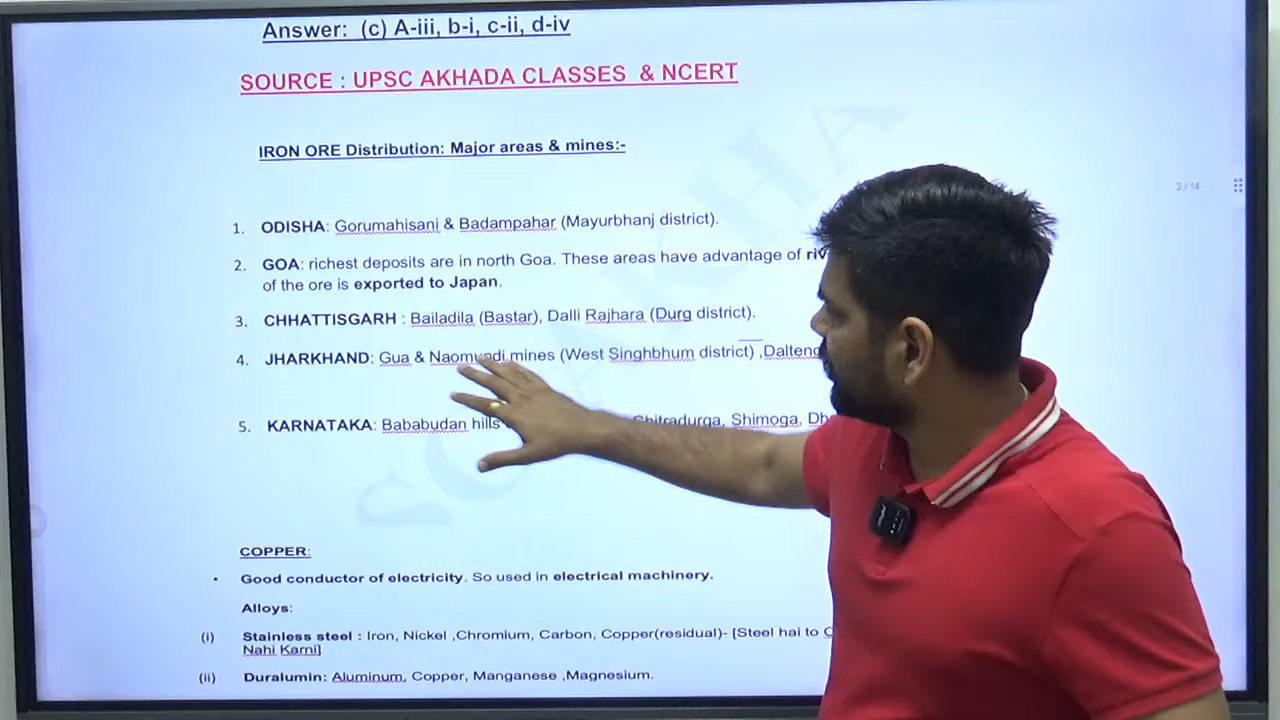 Answer: (c) A-iii, b-i, c-ii, d-iv
SOURCE : UPSC AKHADA CLASSES & NCERT
IRON ORE Distribution: Major areas & mines:-
3 / 14
1. ODISHA: Gorumahisani & Badampahar (Mayurbhanj district).
2. GOA: richest deposits are in north Goa. These areas have advantage of riv
of the ore is exported to Japan.
3. CHHATTISGARH : Bailadila (Bastar), Dalli Rajhara (Durg district).
4. JHARKHAND: Gua & Naomundi mines (West Singhbhum district) ,Dalteng
5. KARNATAKA: Bababudan hills Chitradurga, Shimoga, Dh
COPPER:
• Good conductor of electricity. So used in electrical machinery.
Alloys:
(i) Stainless steel : Iron, Nickel ,Chromium, Carbon, Copper(residual)- [Steel hai to C
Nahi Karni]
(ii) Duralumin: Aluminum, Copper, Manganese ,Magnesium.